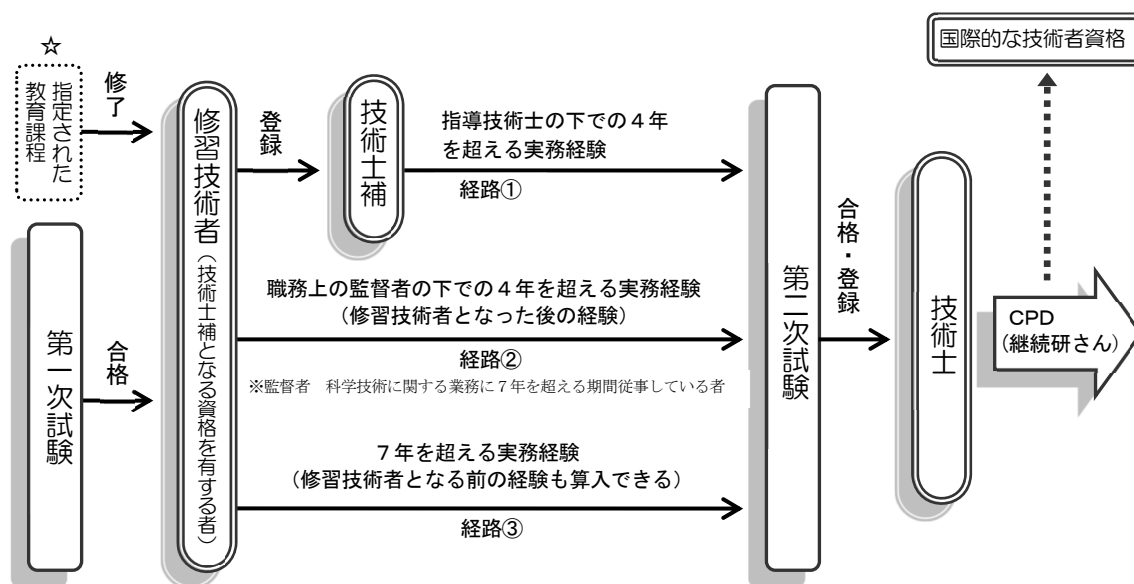 国際的な技術者資格
☆
指定された
教育課程
修了
第一次試験
合格
修習技術者（技術士補となる資格を有する者）
登録
技術士補
指導技術士の下での４年
を超える実務経験
経路①
職務上の監督者の下での４年を超える実務経験
（修習技術者となった後の経験）
経路②
※監督者　科学技術に関する業務に７年を超える期間従事している者
７年を超える実務経験
（修習技術者となる前の経験も算入できる）
経路③
第二次試験
合格・登録
技術士
CPD
（継続研さん）